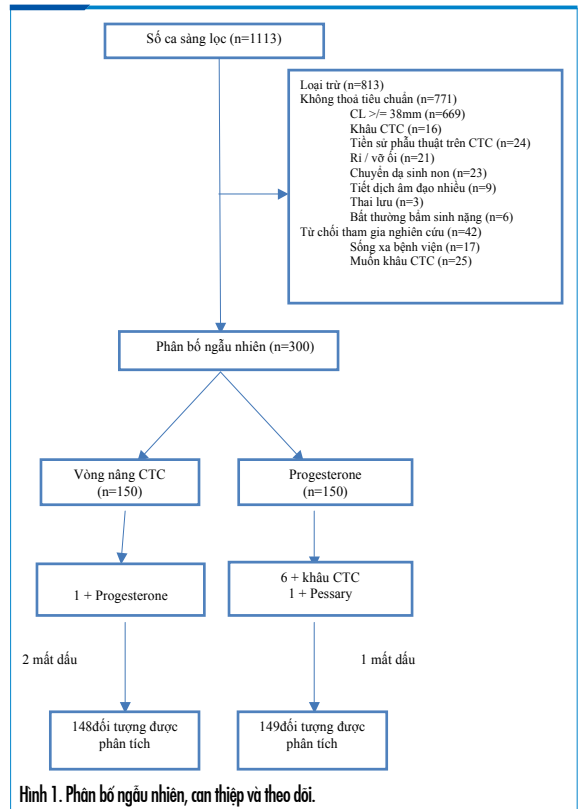 Số ca sàng lọc (n=1113)
Loại trừ (n=813)
Không thoả tiêu chuẩn (n=771)
CL >/= 38mm (n=669)
Khâu CTC (n=16)
Tiền sử phẫu thuật trên CTC (n=24)
Rỉ / vỡ ối (n=21)
Chuyển dạ sinh non (n=23)
Tiết dịch âm đạo nhiều (n=9)
Thai lưu (n=3)
Bất thường bẩm sinh nặng (n=6)
Từ chối tham gia nghiên cứu (n=42)
Sống xa bệnh viện (n=17)
Muốn khâu CTC (n=25)
Phân bố ngẫu nhiên (n=300)
Vòng nâng CTC
(n=150)
Progesterone
(n=150)
1 + Progesterone
6 + khâu CTC
1 + Pessary
2 mất dấu
1 mất dấu
148đối tượng được
phân tích
149đối tượng được
phân tích
Hình 1. Phân bố ngẫu nhiên, can thiệp và theo dõi.